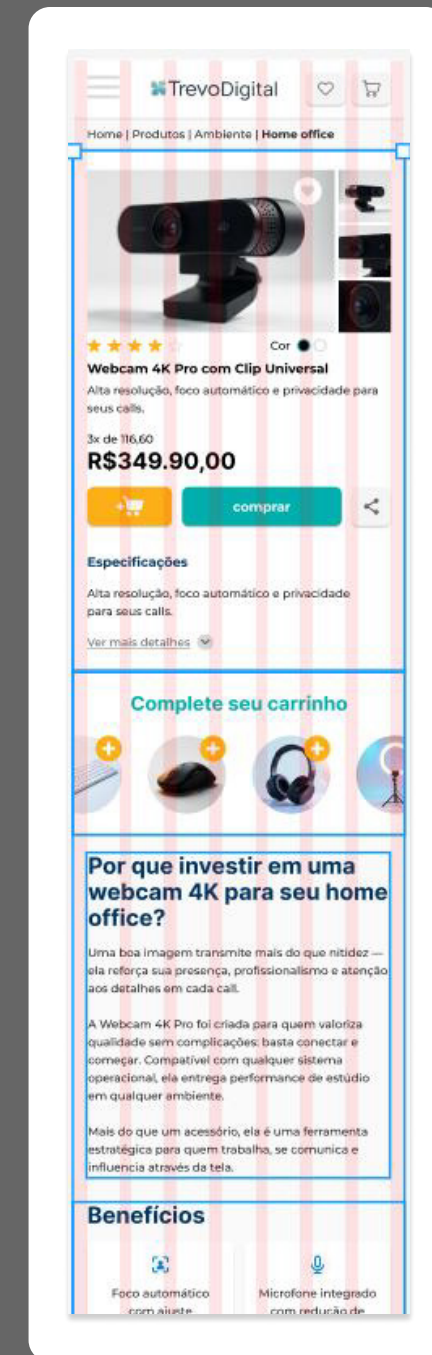 TrevoDigital
Home | Produtos | Ambiente | Home office
Cor
Webcam 4K Pro com Clip Universal
Alta resolução, foco automático e privacidade para
seus calls.
3x de 116,60
R$349.90,00
comprar
Especificações
Alta resolução, foco automático e privacidade
para seus calls.
Ver mais detalhes
Complete seu carrinho
Por que investir em uma
webcam 4K para seu home
office?
Uma boa imagem transmite mais do que nitidez —
ela reforça sua presença, profissionalismo e atenção
aos detalhes em cada call.
A Webcam 4K Pro foi criada para quem valoriza
qualidade sem complicações: basta conectar e
começar. Compatível com qualquer sistema
operacional, ela entrega performance de estúdio
em qualquer ambiente.
Mais do que um acessório, ela é uma ferramenta
estratégica para quem trabalha, se comunica e
influencia através da tela.
Benefícios
Foco automático
com ajuste
Microfone integrado
com redução de